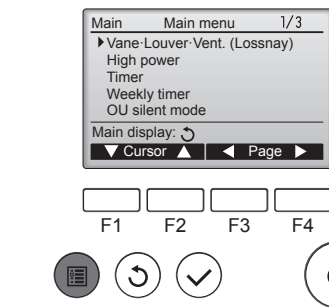 Main Main menu 1/3
Vane·Louver·Vent. (Lossnay)
High power
Timer
Weekly timer
OU silent mode
Main display:
Cursor Page
F1 F2 F3 F4